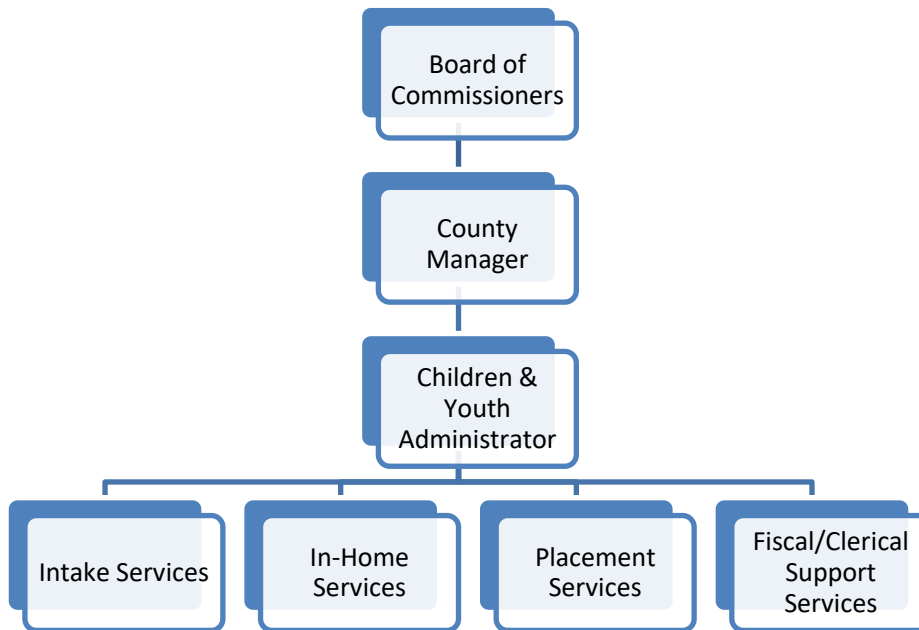 Board of
Commissioners
County
Manager
Children &
Youth
Administrator
Intake Services
In-Home
Services
Placement
Services
Fiscal/Clerical
Support
Services